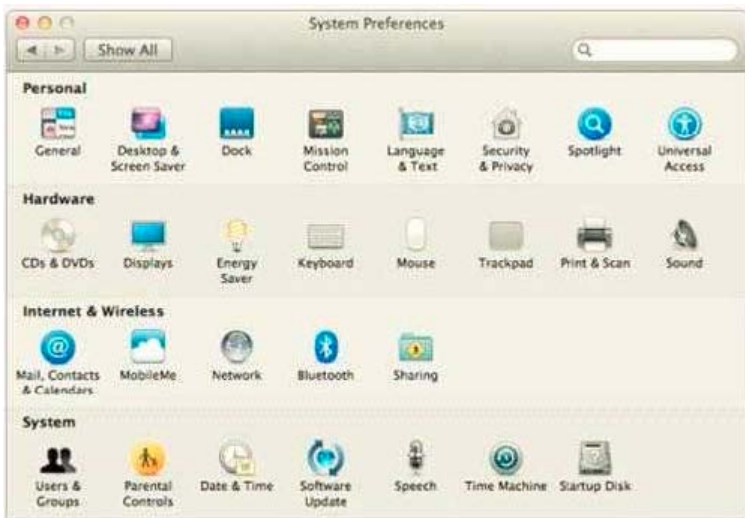 System Preferences
Show All
Personal
General
Desktop &
Screen Saver
Dock
Mission
Control
Language
& Text
Security
& Privacy
Spotlight
Universal
Access
Hardware
CDs & DVDs
Displays
Energy
Saver
Keyboard
Mouse
Trackpad
Print & Scan
Sound
Internet & Wireless
Mail, Contacts
& Calendars
MobileMe
Network
Bluetooth
Sharing
System
Users &
Groups
Parental
Controls
Date & Time
Software
Update
Speech
Time Machine
Startup Disk